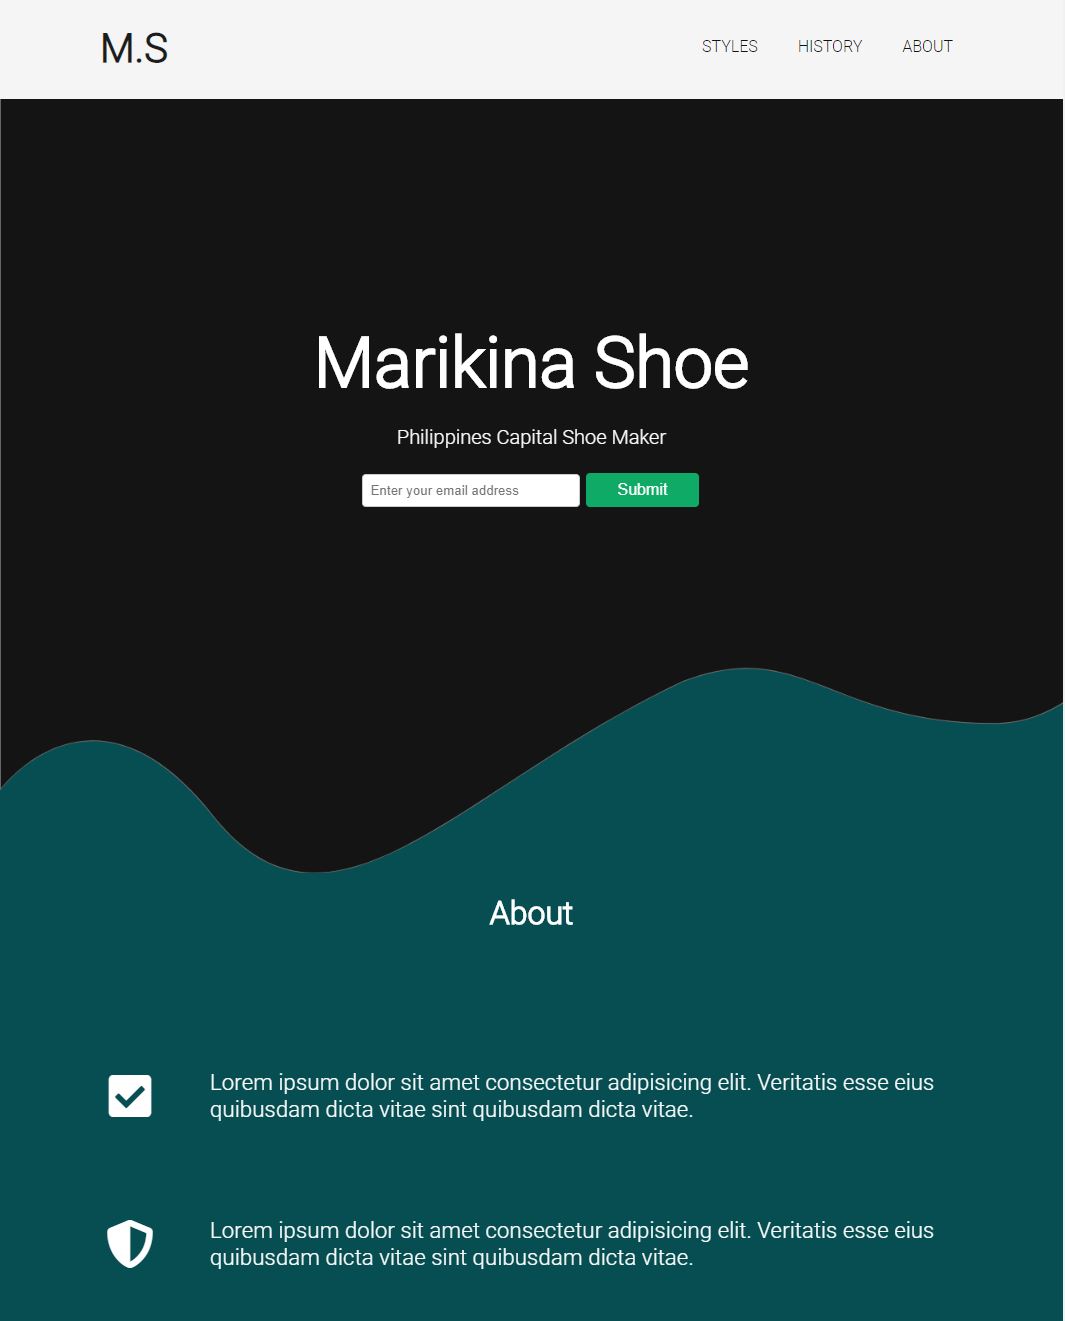 M.S
STYLES HISTORY ABOUT
Marikina Shoe
Philippines Capital Shoe Maker
Enter your email address Submit
About
Lorem ipsum dolor sit amet consectetur adipisicing elit. Veritatis esse eius
quibusdam dicta vitae sint quibusdam dicta vitae.
Lorem ipsum dolor sit amet consectetur adipisicing elit. Veritatis esse eius
quibusdam dicta vitae sint quibusdam dicta vitae.